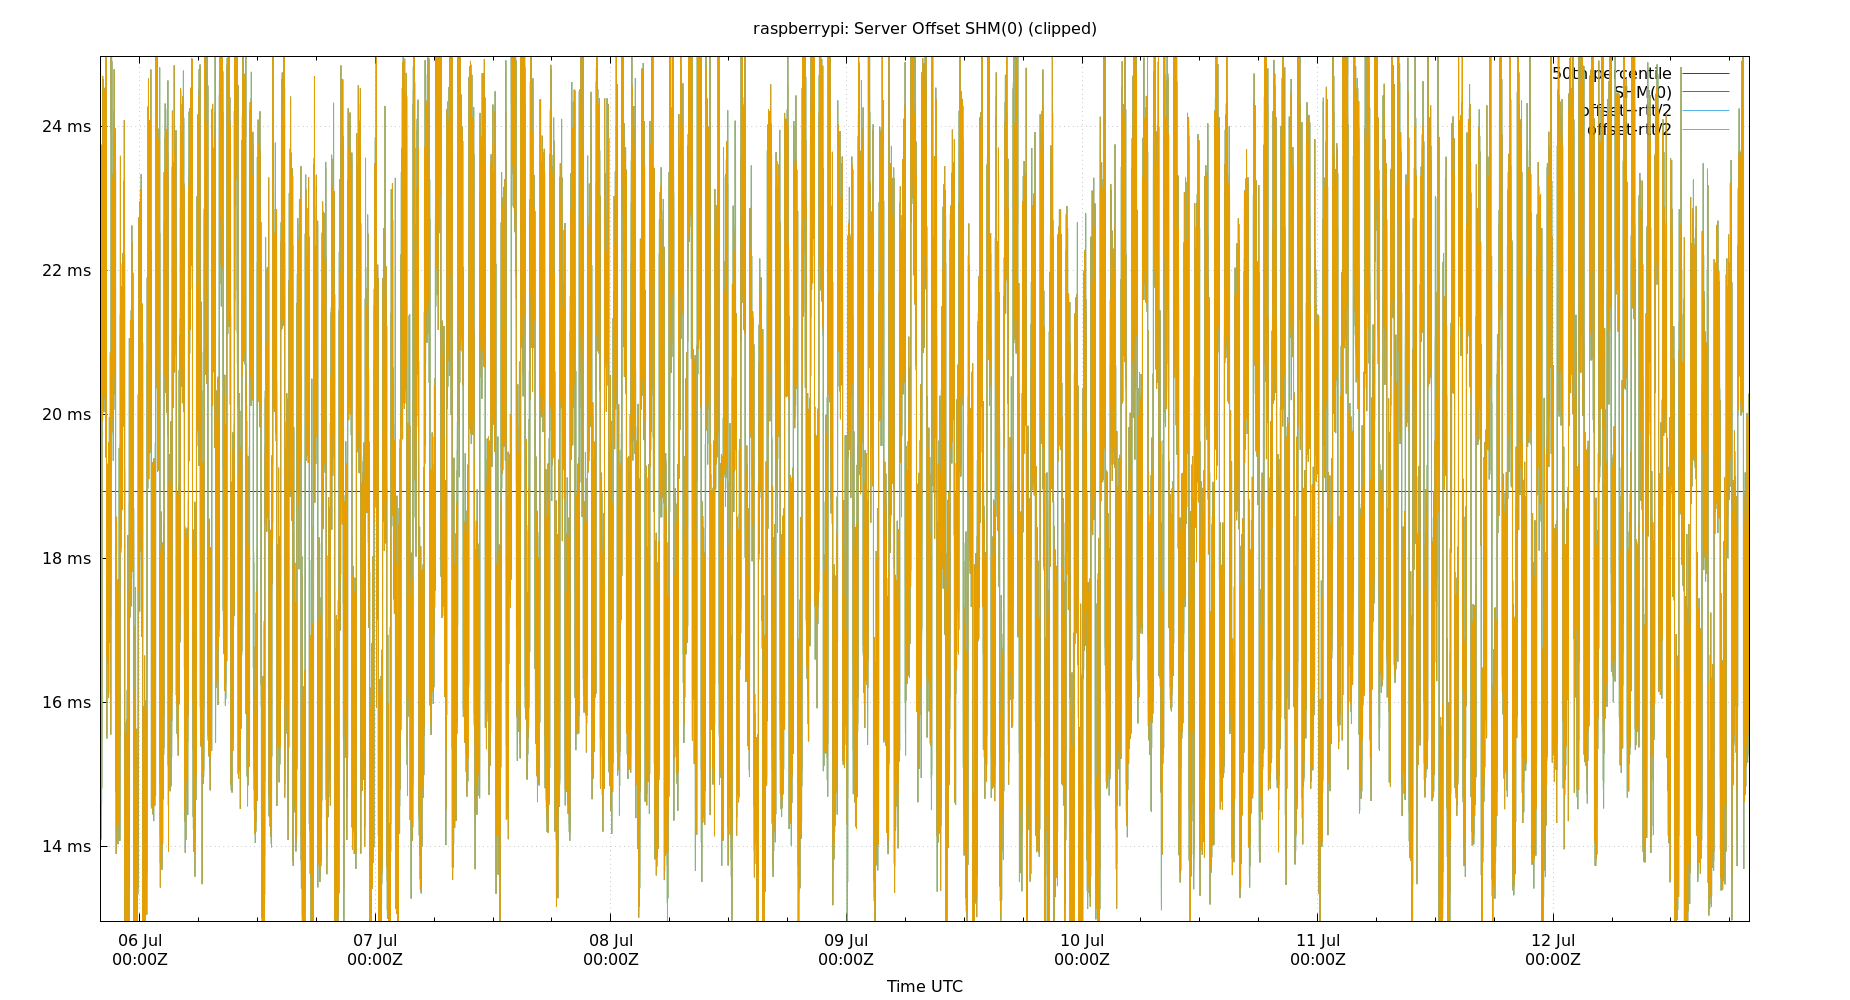 raspberrypi: Server Offset SHM(0) (clipped)
50th percentile
SHM(0)
offset+rtt/2
offset-rtt/2
24 ms
22 ms
20 ms
18 ms
16 ms
14 ms
06 Jul 07 Jul 08 Jul 09 Jul 10 Jul 11 Jul 12 Jul
00:00Z 00:00Z 00:00Z 00:00Z 00:00Z 00:00Z 00:00Z
Time UTC